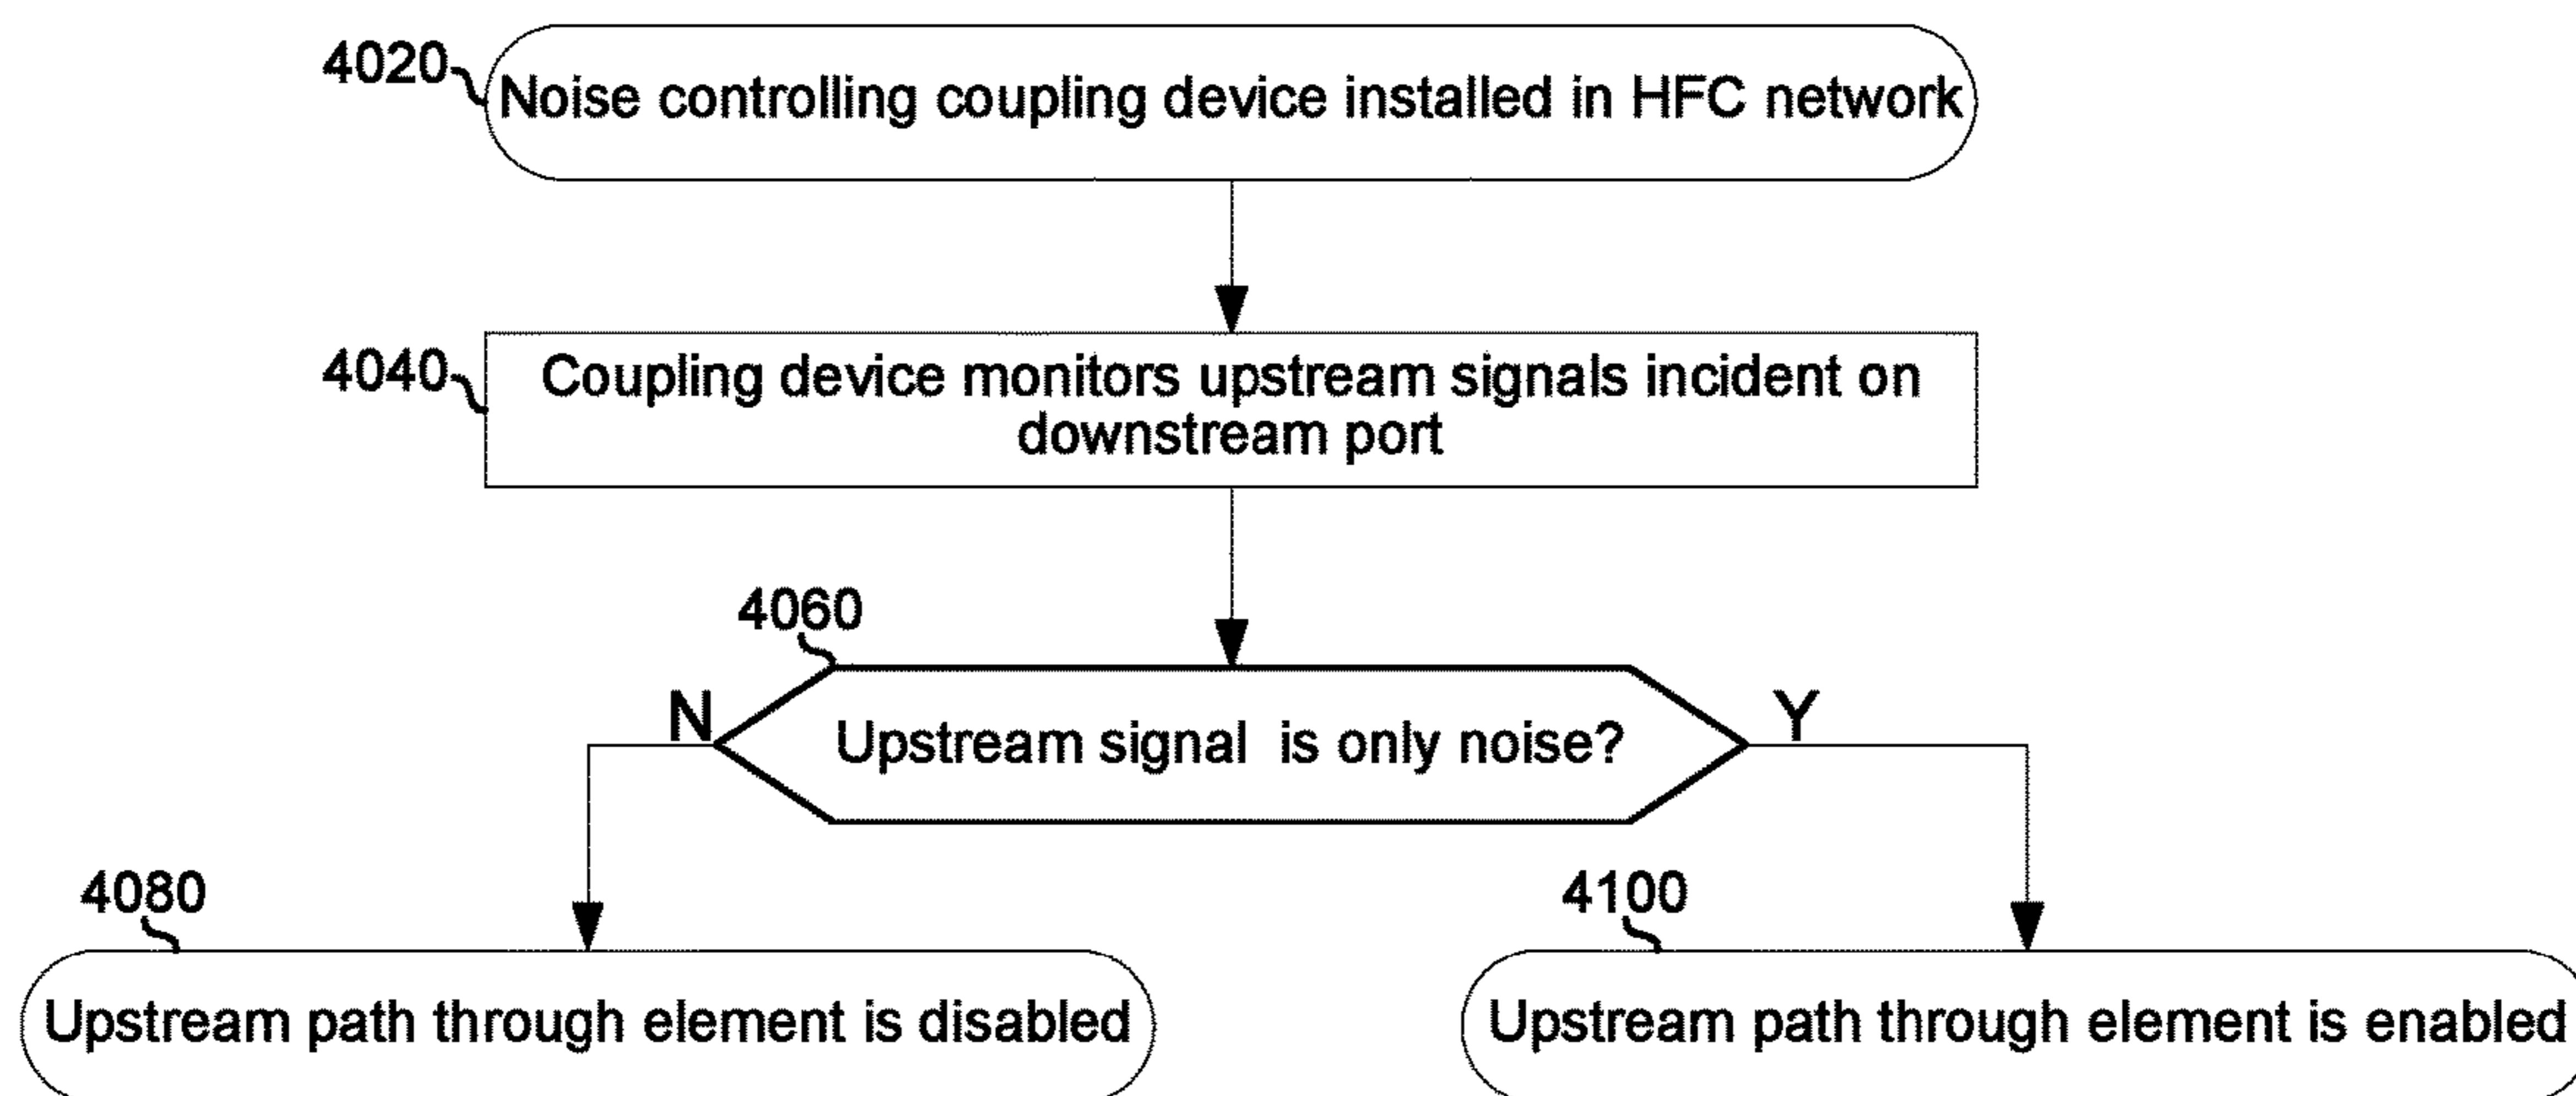 4020
Noise controlling coupling device installed in HFC network
4040
Coupling device monitors upstream signals incident on
downstream port
4060
N
Upstream signal is only noise?
Y
4080
Upstream path through element is disabled
4100
Upstream path through element is enabled